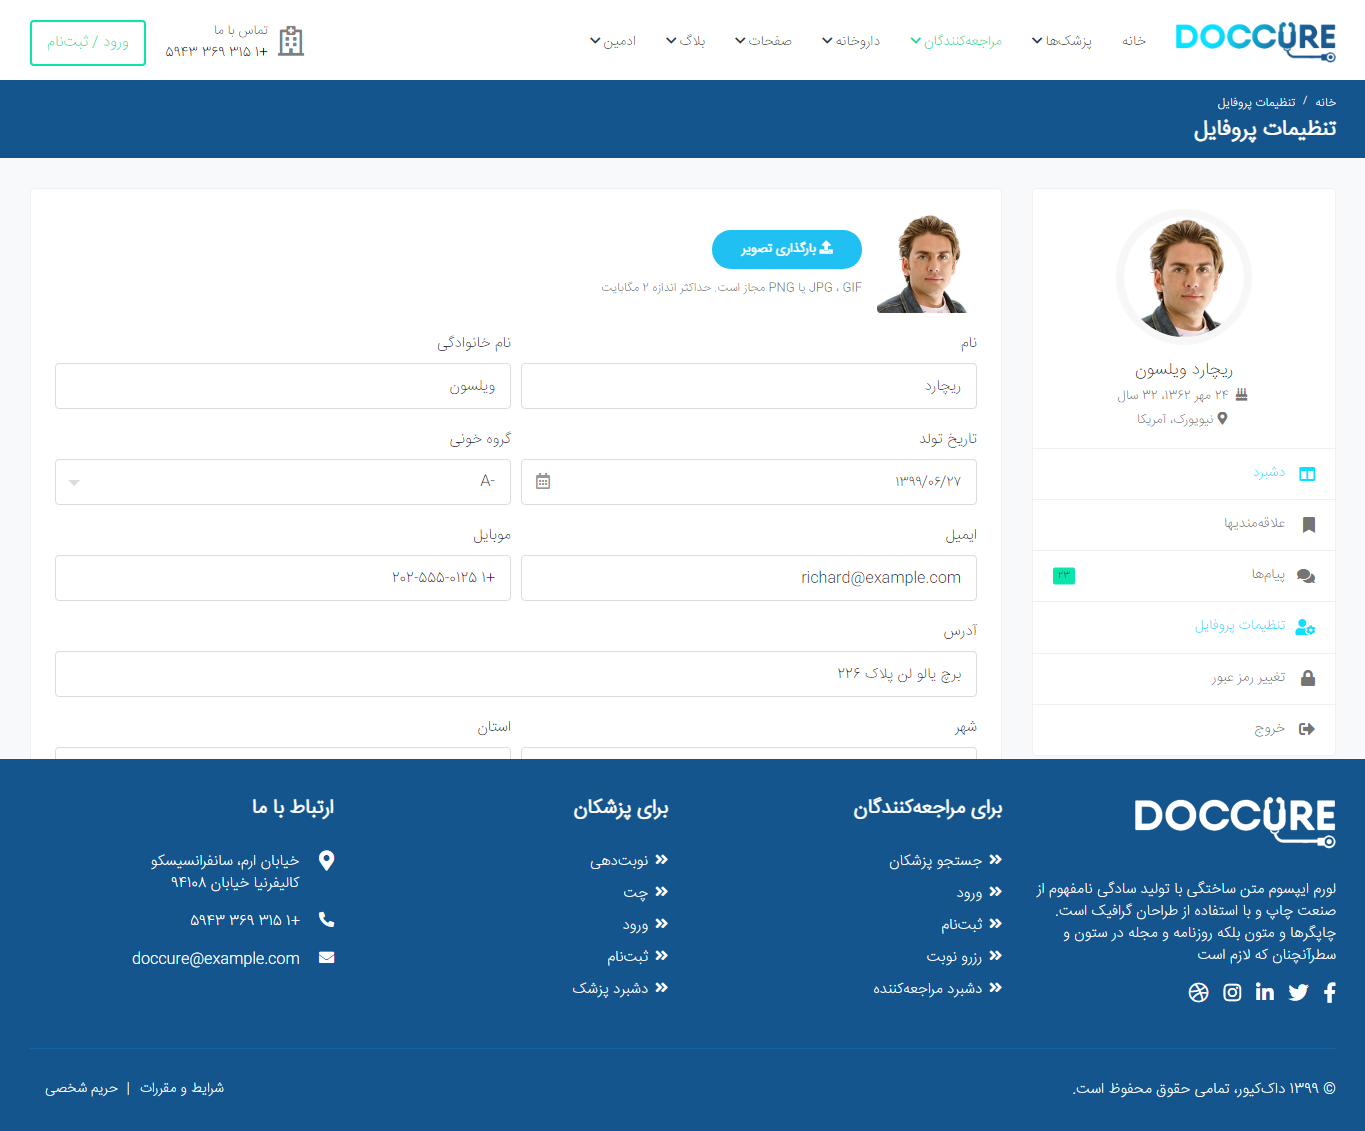 DOCCURE
خانه
پزشک‌ها
مراجعه‌کنندگان
داروخانه
صفحات
بلاگ
ادمین
تماس با ما
+۱ ۳۱۵ ۳۶۹ ۵۹۴۳
ورود / ثبت‌نام
خانه / تنظیمات پروفایل
تنظیمات پروفایل
ریچارد ویلسون
۲۴ مهر ۱۳۶۲، ۳۲ سال
نیویورک، آمریکا
دشبرد
علاقه‌مندیها
پیام‌ها
۲۳
تنظیمات پروفایل
تغییر رمز عبور
خروج
بارگذاری تصویر
JPG ، GIF یا PNG مجاز است. حداکثر اندازه ۲ مگابایت
نام
نام خانوادگی
ریچارد
ویلسون
تاریخ تولد
گروه خونی
۱۳۹۹/۰۶/۲۷
A-
ایمیل
موبایل
richard@example.com
+۱ ۲۰۲-۵۵۵-۰۱۲۵
آدرس
برچ یالو لن پلاک ۲۲۶
شهر
استان
DOCCURE
لورم ایپسوم متن ساختگی با تولید سادگی نامفهوم از
صنعت چاپ و با استفاده از طراحان گرافیک است.
چاپگرها و متون بلکه روزنامه و مجله در ستون و
سطرآنچنان که لازم است
برای مراجعه‌کنندگان
جستجو پزشکان
ورود
ثبت‌نام
رزرو نوبت
دشبرد مراجعه‌کننده
برای پزشکان
نوبت‌دهی
چت
ورود
ثبت‌نام
دشبرد پزشک
ارتباط با ما
خیابان ارم، سانفرانسیسکو
کالیفرنیا خیابان ۹۴۱۰۸
+۱ ۳۱۵ ۳۶۹ ۵۹۴۳
doccure@example.com
© ۱۳۹۹ داک‌کیور، تمامی حقوق محفوظ است.
شرایط و مقررات | حریم شخصی